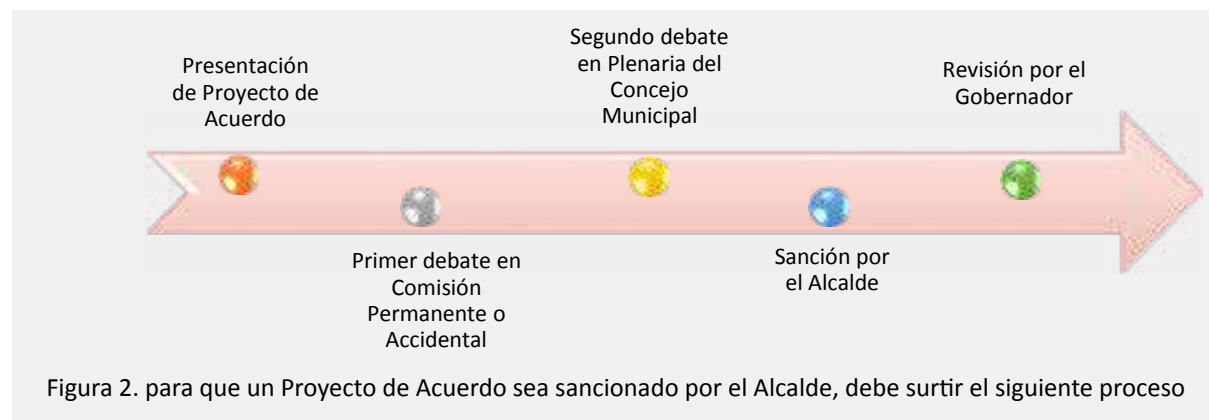 Presentación
de Proyecto de
Acuerdo
Primer debate en
Comisión
Permanente o
Accidental
Segundo debate
en Plenaria del
Concejo
Municipal
Sanción por
el Alcalde
Revisión por el
Gobernador
Figura 2. para que un Proyecto de Acuerdo sea sancionado por el Alcalde, debe surtir el siguiente proceso